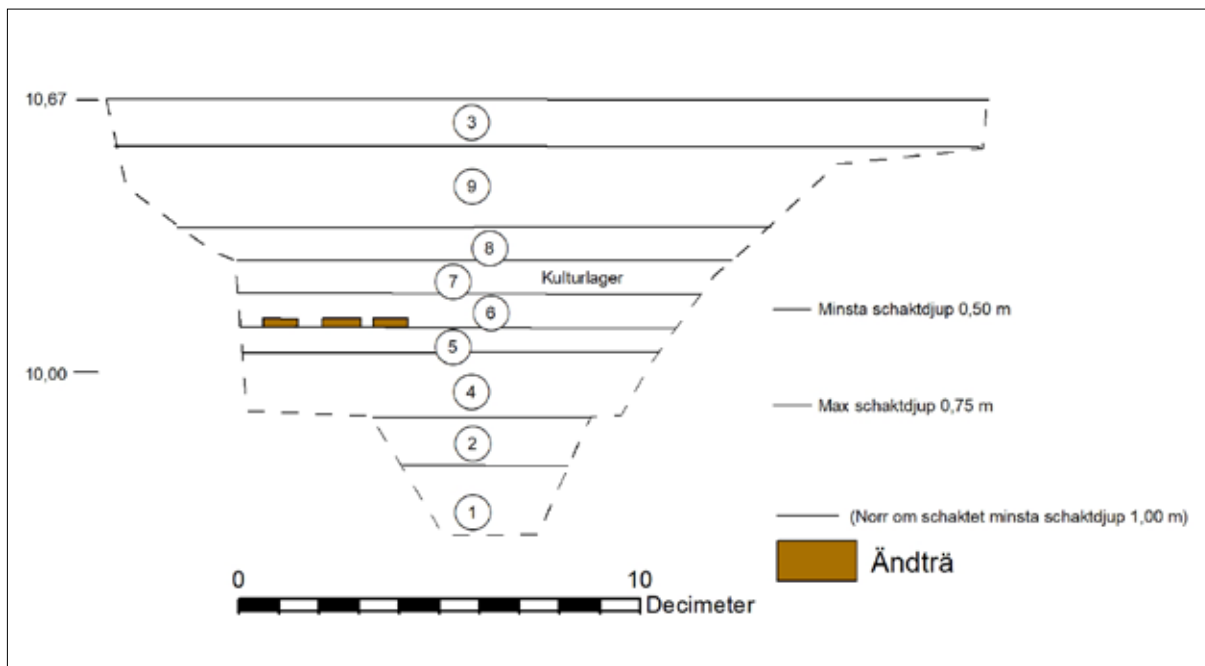 10,67
3
9
8
7
Kulturlager
6
Minsta schaktdjup 0,50 m
5
10,00
4
Max schaktdjup 0,75 m
2
1
(Norr om schaktet minsta schaktdjup 1,00 m)
Ändträ
0 10
Decimeter